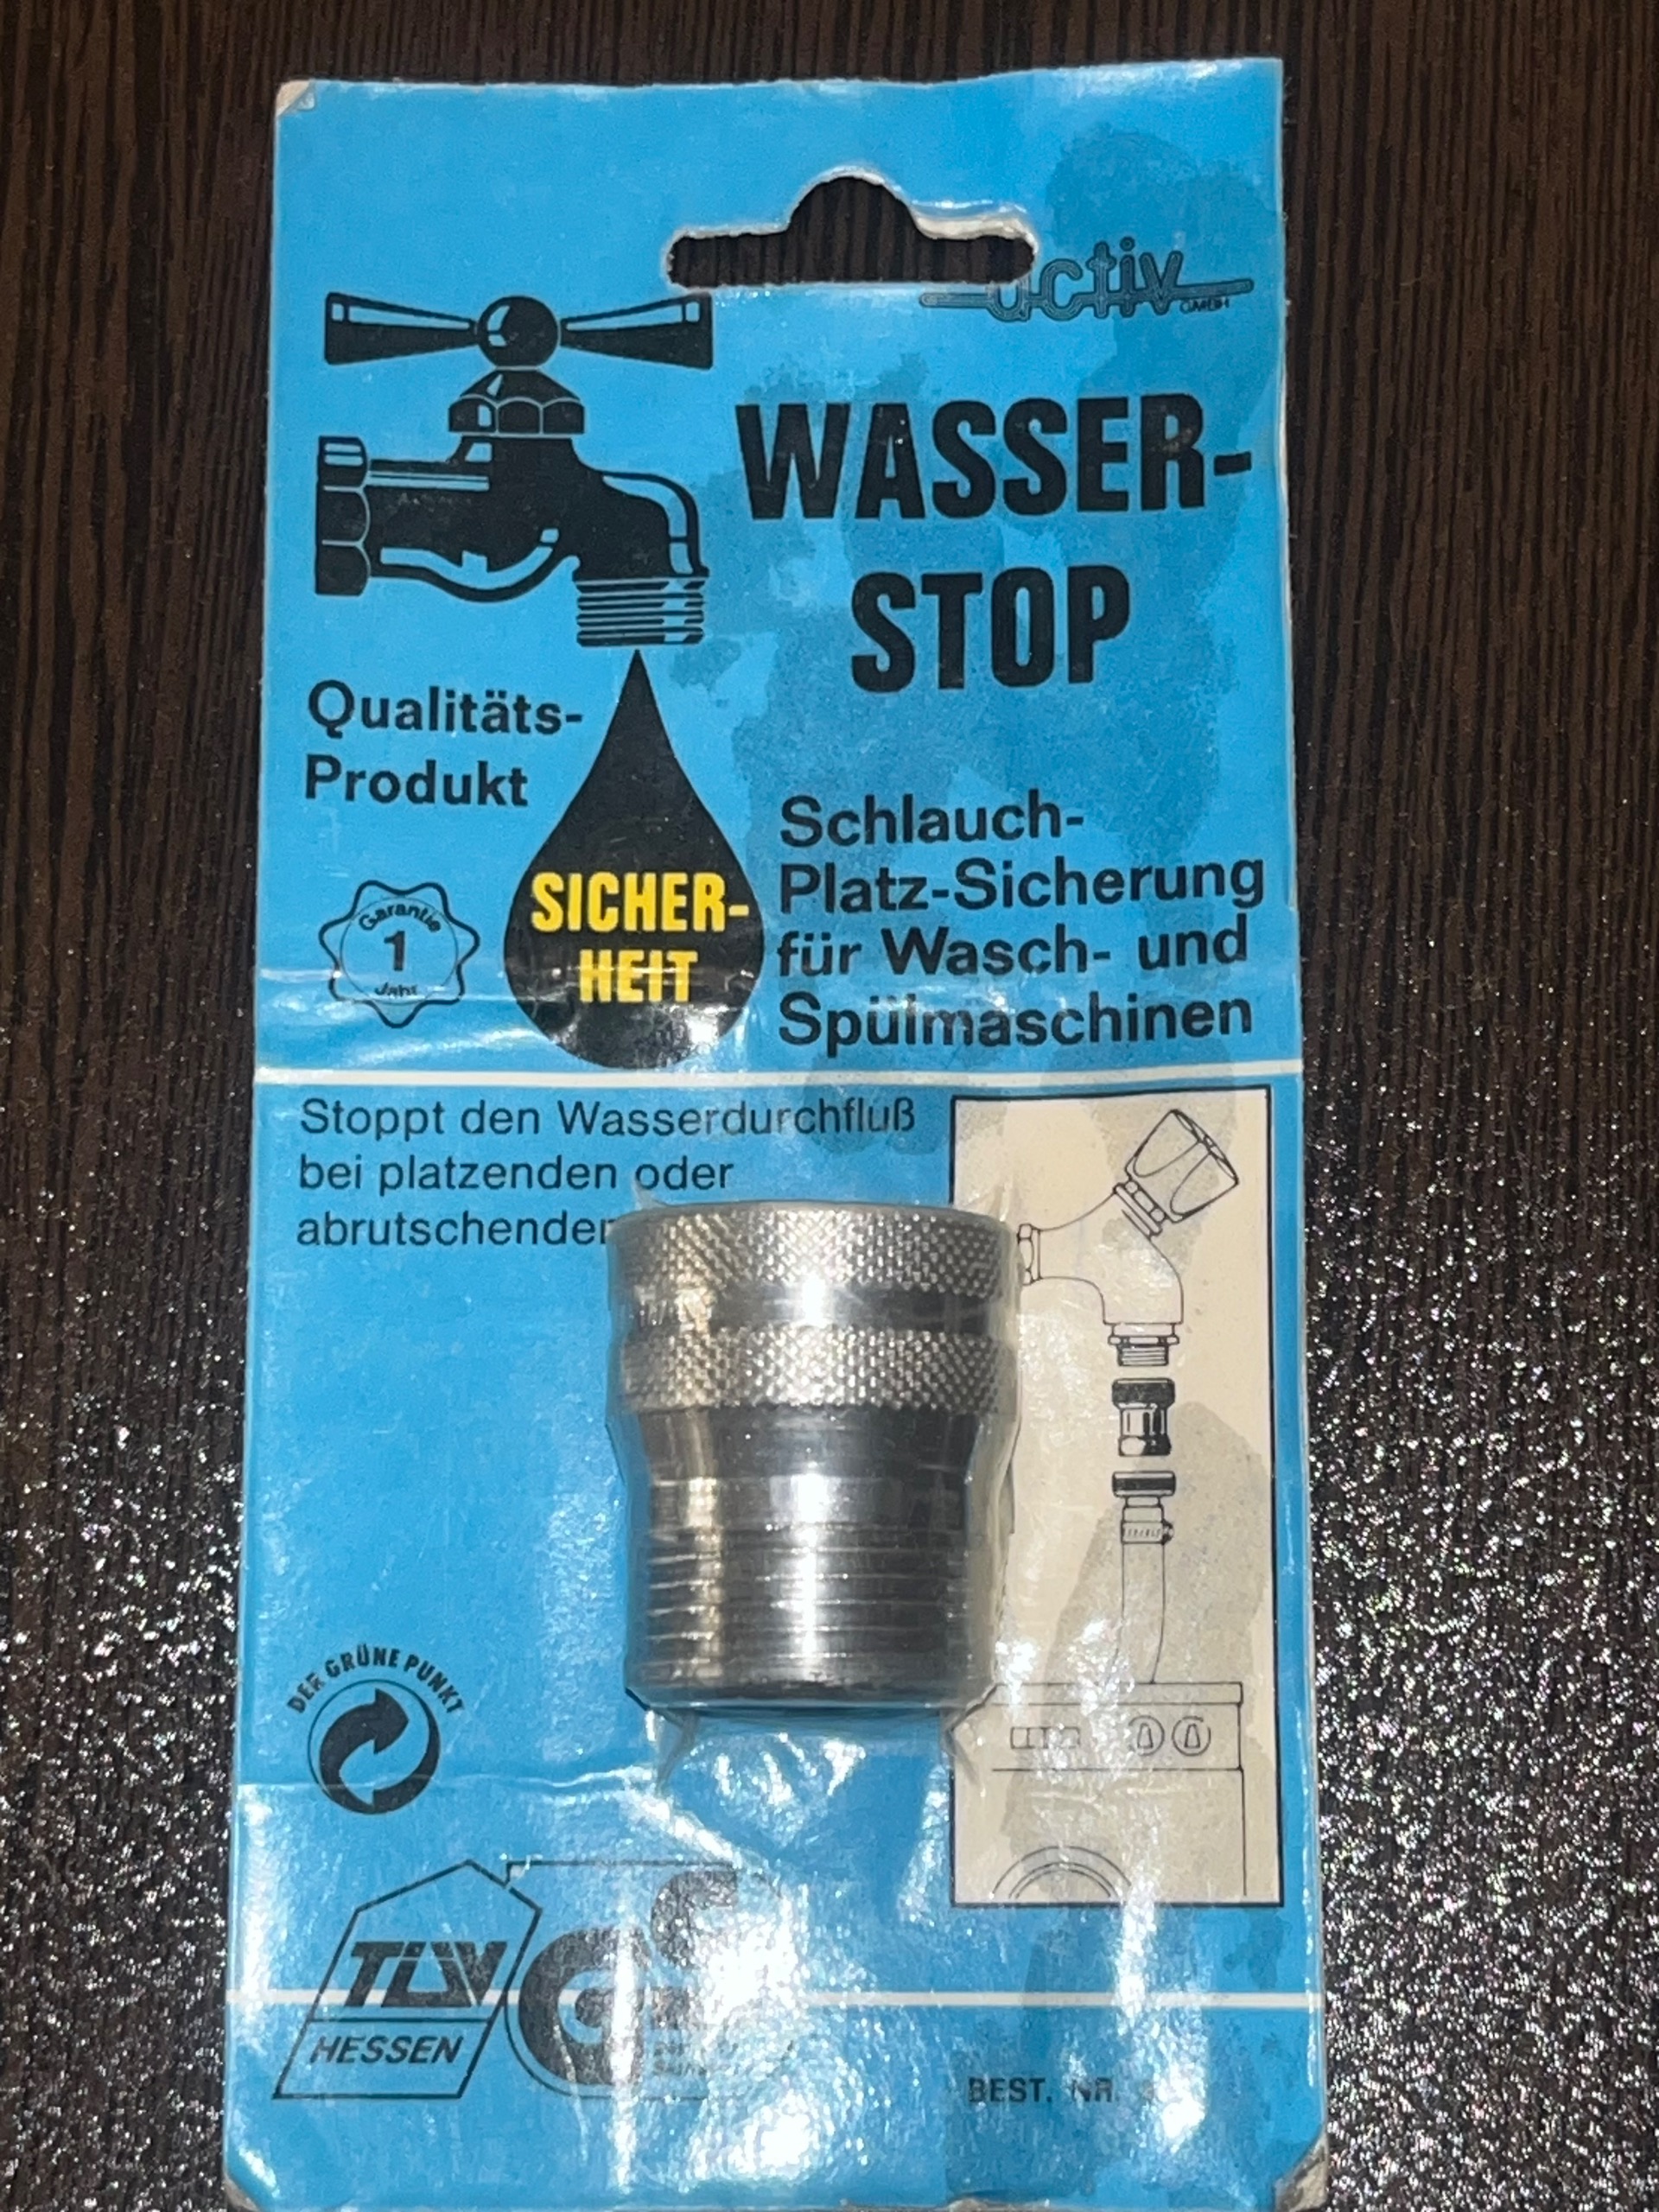 activ
GMBH
WASSER-
STOP
Qualitäts-
Produkt
Garantie
1
Jahr
SICHER-
HEIT
Schlauch-
Platz-Sicherung
für Wasch- und
Spülmaschinen
Stoppt den Wasserdurchfluß
bei platzenden oder
DER GRÜNE PUNKT
TÜV
HESSEN
GS
BEST. NR.